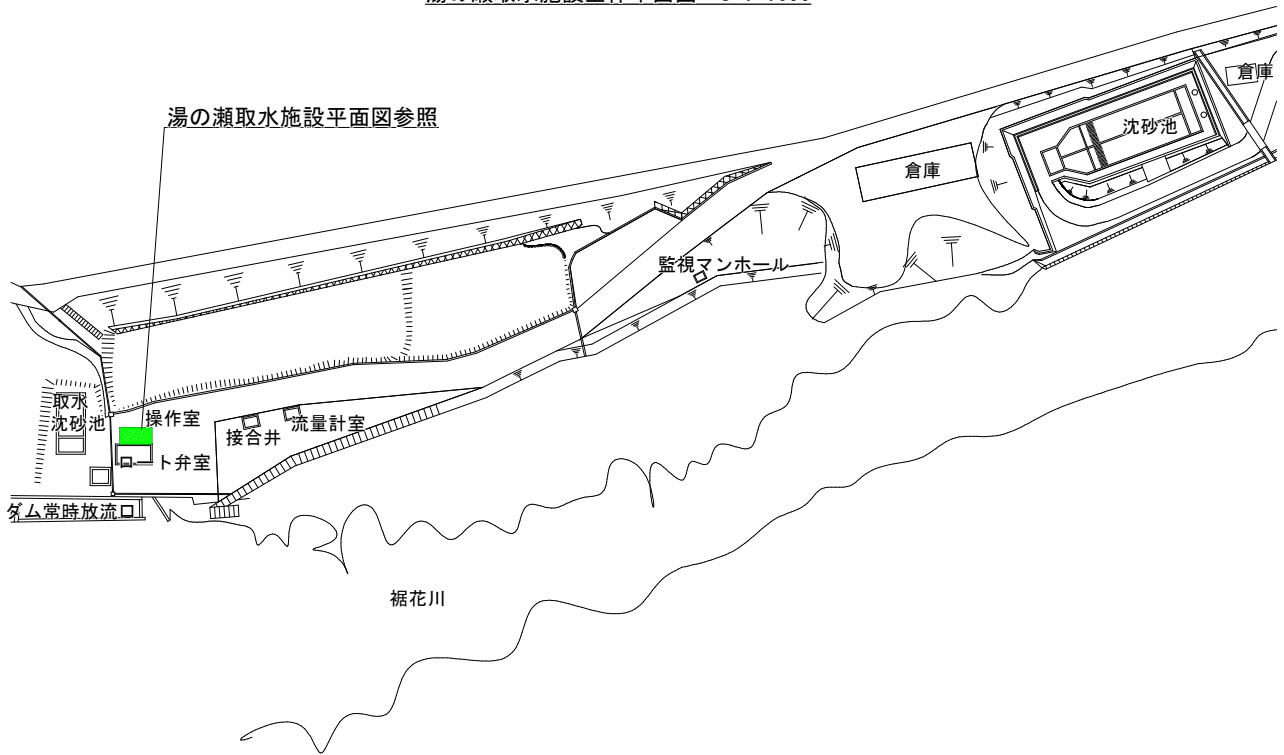 湯の瀬取水施設平面図参照
倉庫
沈砂池
倉庫
監視マンホール
取水
沈砂池
操作室
ト弁室
接合井
流量計室
ダム常時放流口
裾花川